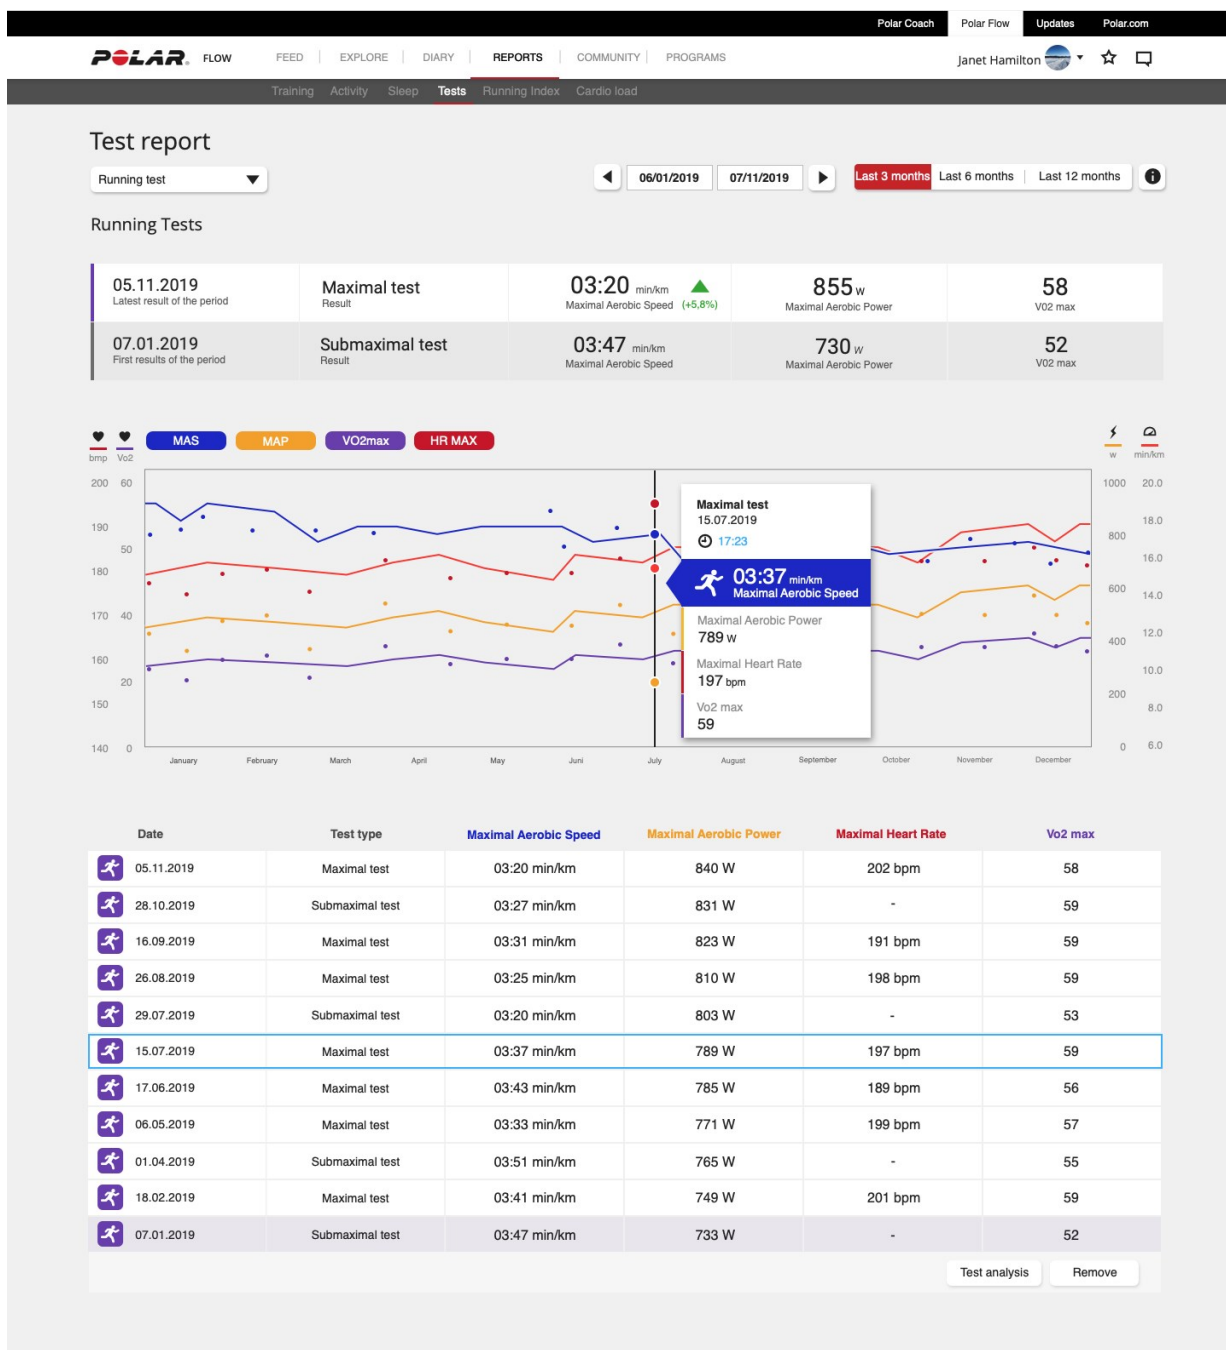 Polar Coach Polar Flow Updates Polar.com
POLAR. FLOW FEED EXPLORE DIARY REPORTS COMMUNITY PROGRAMS Janet Hamilton
Training Activity Sleep Tests Running Index Cardio load
Test report
Running test 06/01/2019 07/11/2019 Last 3 months Last 6 months Last 12 months
Running Tests
05.11.2019 Maximal test 03:20 min/km 855 w 58
Latest result of the period Result Maximal Aerobic Speed (+5,8%) Maximal Aerobic Power V02 max
07.01.2019 Submaximal test 03:47 min/km 730 w 52
First results of the period Result Maximal Aerobic Speed Maximal Aerobic Power V02 max
MAS MAP VO2max HR MAX
bmp Vo2 w min/km
200 60 1000 20.0
190 18.0
50 800
180 16.0
600 14.0
170 40
400 12.0
160 10.0
20 200
150 8.0
140 0 0 6.0
Maximal test
15.07.2019
17:23
03:37 min/km
Maximal Aerobic Speed
Maximal Aerobic Power
789 w
Maximal Heart Rate
197 bpm
Vo2 max
59
January February March April May Juni July August September October November December
Date Test type Maximal Aerobic Speed Maximal Aerobic Power Maximal Heart Rate Vo2 max
05.11.2019 Maximal test 03:20 min/km 840 W 202 bpm 58
28.10.2019 Submaximal test 03:27 min/km 831 W - 59
16.09.2019 Maximal test 03:31 min/km 823 W 191 bpm 59
26.08.2019 Maximal test 03:25 min/km 810 W 198 bpm 59
29.07.2019 Submaximal test 03:20 min/km 803 W - 53
15.07.2019 Maximal test 03:37 min/km 789 W 197 bpm 59
17.06.2019 Maximal test 03:43 min/km 785 W 189 bpm 56
06.05.2019 Maximal test 03:33 min/km 771 W 199 bpm 57
01.04.2019 Submaximal test 03:51 min/km 765 W - 55
18.02.2019 Maximal test 03:41 min/km 749 W 201 bpm 59
07.01.2019 Submaximal test 03:47 min/km 733 W - 52
Test analysis Remove